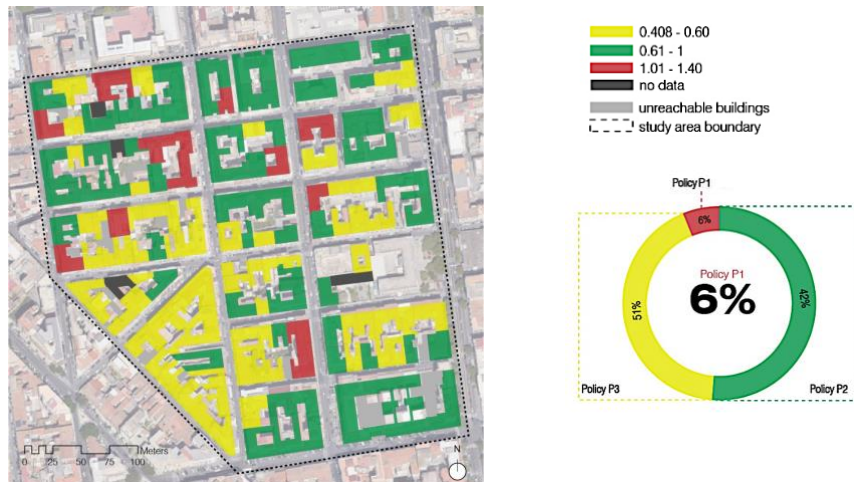 0.408 - 0.60
0.61 - 1
1.01 - 1.40
no data
unreachable buildings
study area boundary
Policy P1
6%
Policy P1
6%
51%
42%
Policy P3
Policy P2
Meters
0 25 50 75 100
N